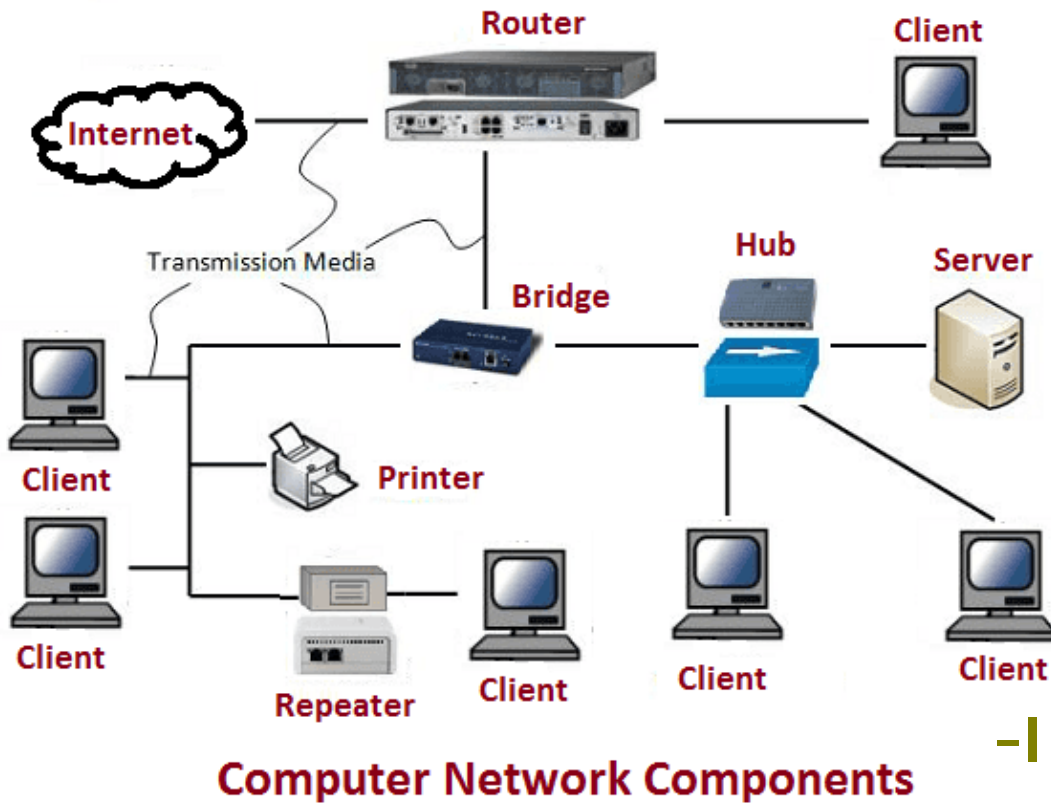 Router
Client
Internet
Transmission Media
Hub
Server
Bridge
Client
Printer
Client
Repeater
Client
Client
Client
Computer Network Components